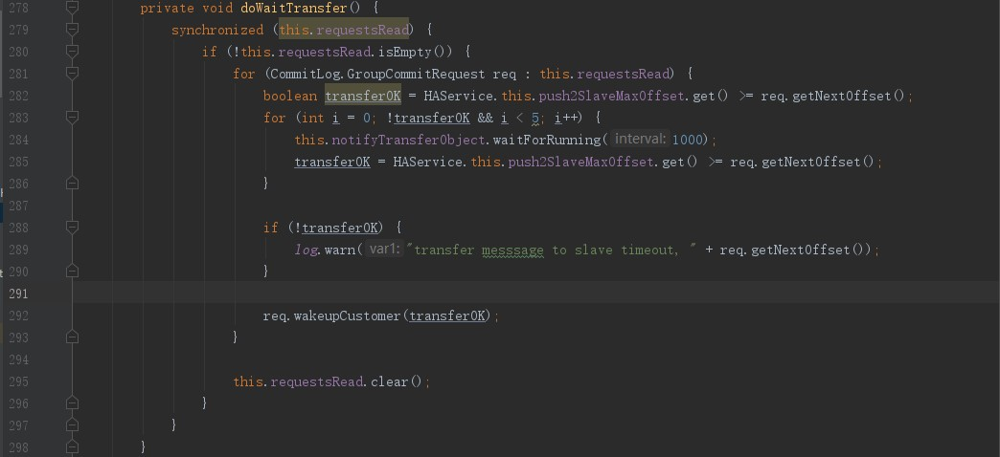 278 private void doWaitTransfer() {
279 synchronized (this.requestsRead) {
280 if (!this.requestsRead.isEmpty()) {
281 for (CommitLog.GroupCommitRequest req : this.requestsRead) {
282 boolean transferOK = HAService.this.push2SlaveMaxOffset.get() >= req.getNextOffset();
283 for (int i = 0; !transferOK && i < 5; i++) {
284 this.notifyTransferObject.waitForRunning( interval: 1000);
285 transferOK = HAService.this.push2SlaveMaxOffset.get() >= req.getNextOffset();
286 }
287
288 if (!transferOK) {
289 log.warn( var1: "transfer messsage to slave timeout, " + req.getNextOffset());
290 }
291
292 req.wakeupCustomer(transferOK);
293 }
294
295 this.requestsRead.clear();
296 }
297 }
298 }